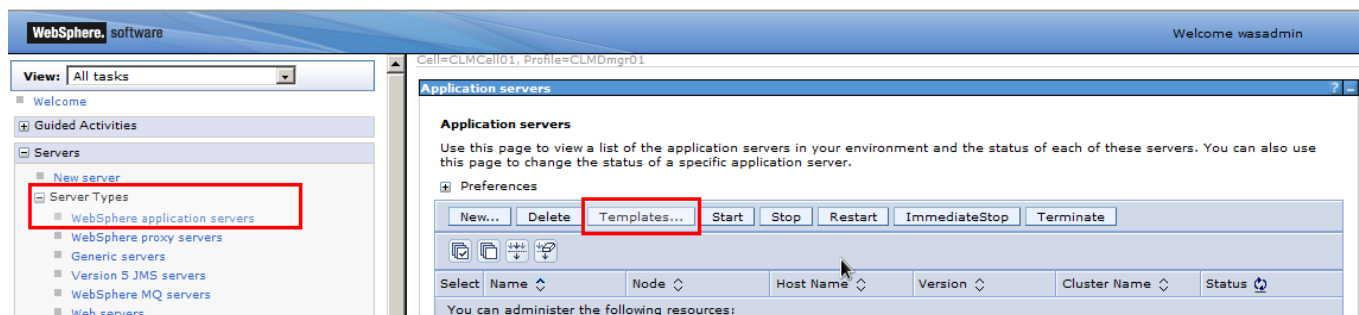 WebSphere. software
Welcome wasadmin
View: All tasks
Welcome
Guided Activities
Servers
New server
Server Types
WebSphere application servers
WebSphere proxy servers
Generic servers
Version 5 JMS servers
WebSphere MQ servers
Web servers
Cell=CLMCell01, Profile=CLMDmgr01
Application servers
? -
Application servers
Use this page to view a list of the application servers in your environment and the status of each of these servers. You can also use
this page to change the status of a specific application server.
Preferences
New... Delete Templates... Start Stop Restart ImmediateStop Terminate
Select Name Node Host Name Version Cluster Name Status
You can administer the following resources: